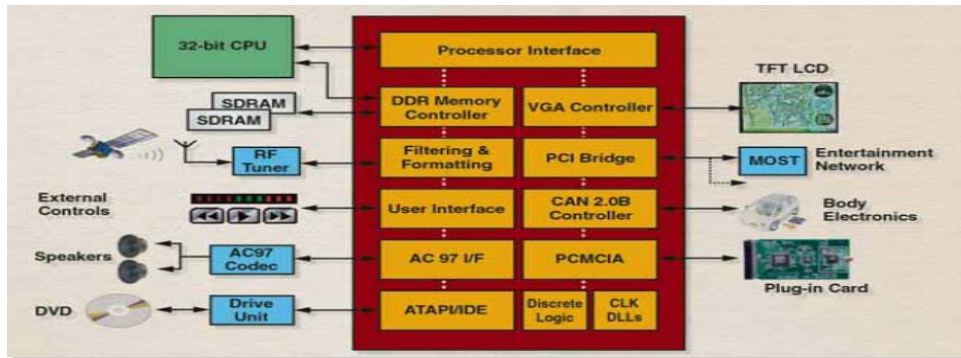 32-bit CPU
Processor Interface
TFT LCD
SDRAM
SDRAM
DDR Memory
Controller
VGA Controller
RF
Tuner
Filtering &
Formatting
PCI Bridge
MOST
Entertainment
Network
External
Controls
User Interface
CAN 2.0B
Controller
Body
Electronics
Speakers
AC97
Codec
AC 97 I/F
PCMCIA
Plug-in Card
DVD
Drive
Unit
ATAPI/IDE
Discrete
Logic
CLK
DLLs